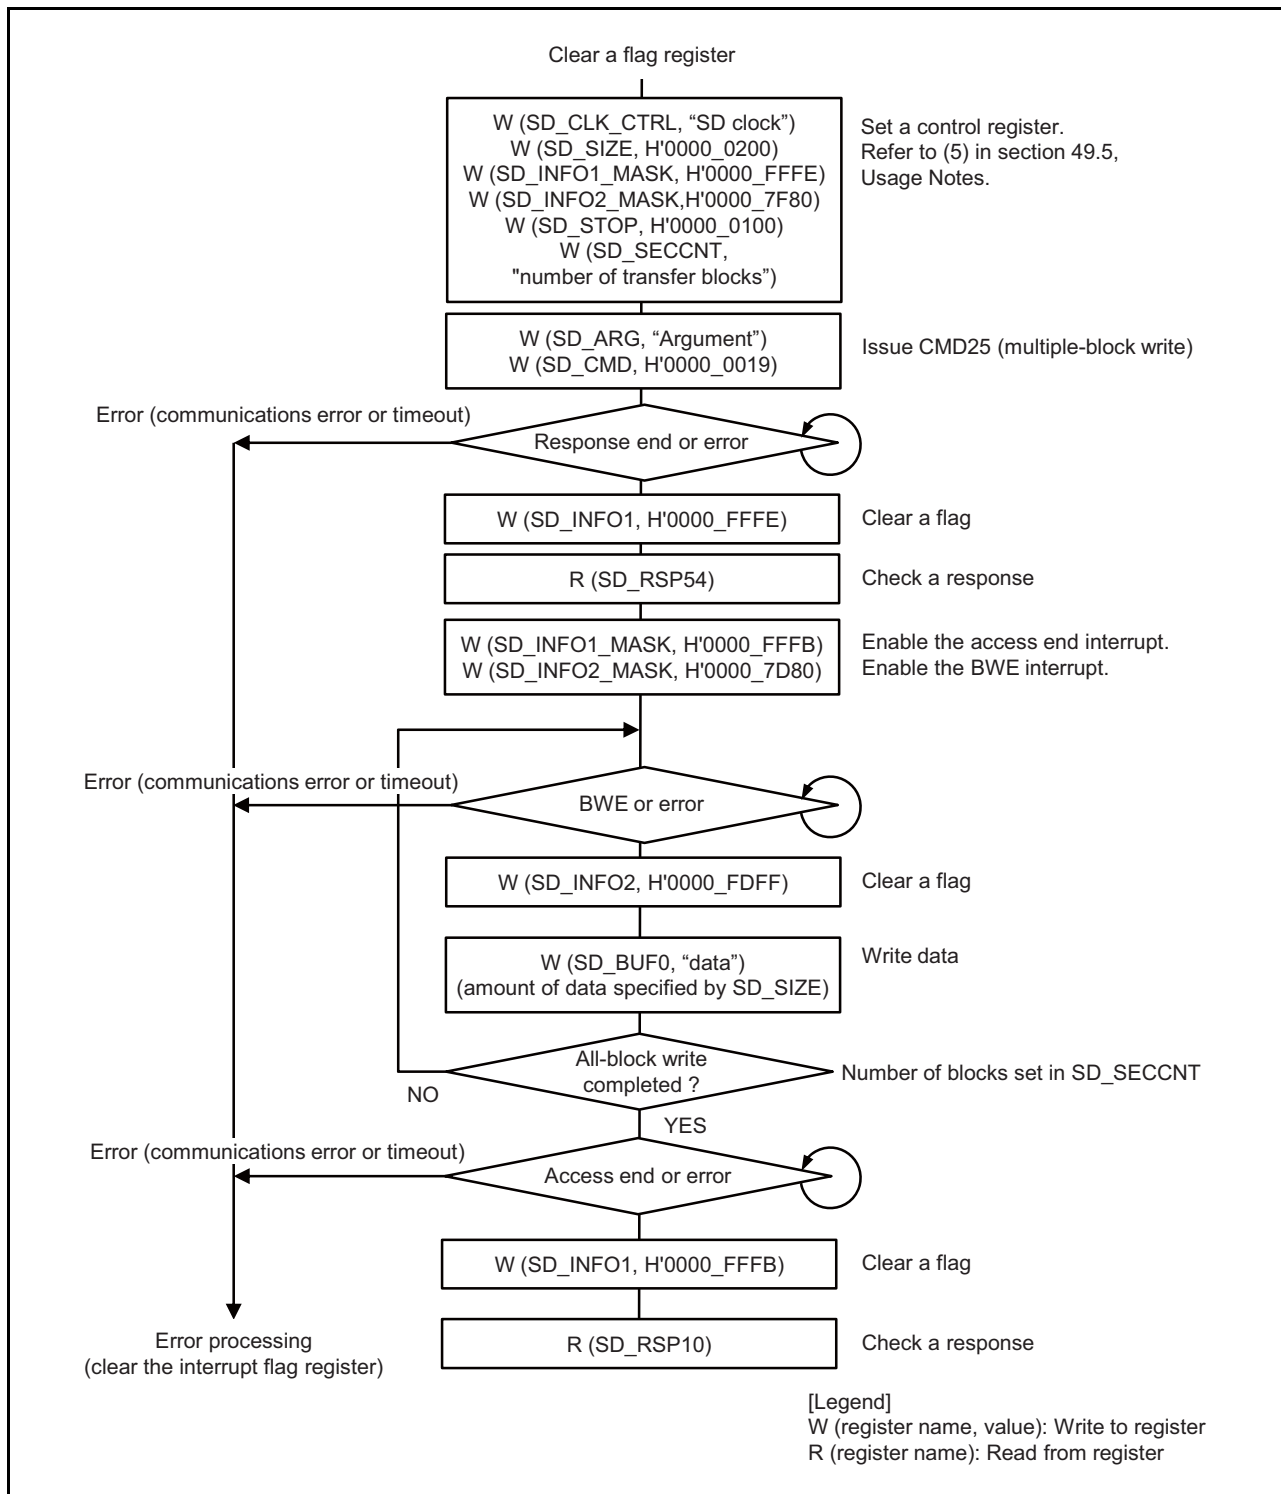 Clear a flag register
W (SD_CLK_CTRL, “SD clock”)
W (SD_SIZE, H'0000_0200)
W (SD_INFO1_MASK, H'0000_FFFE)
W (SD_INFO2_MASK,H'0000_7F80)
W (SD_STOP, H'0000_0100)
W (SD_SECCNT,
"number of transfer blocks”)
Set a control register.
Refer to (5) in section 49.5,
Usage Notes.
W (SD_ARG, “Argument”)
W (SD_CMD, H'0000_0019)
Issue CMD25 (multiple-block write)
Error (communications error or timeout)
Response end or error
W (SD_INFO1, H'0000_FFFE)
Clear a flag
R (SD_RSP54)
Check a response
W (SD_INFO1_MASK, H'0000_FFFB)
W (SD_INFO2_MASK, H'0000_7D80)
Enable the access end interrupt.
Enable the BWE interrupt.
Error (communications error or timeout)
BWE or error
W (SD_INFO2, H'0000_FDFF)
Clear a flag
W (SD_BUF0, “data”)
(amount of data specified by SD_SIZE)
Write data
All-block write
completed ?
Number of blocks set in SD_SECCNT
NO
YES
Error (communications error or timeout)
Access end or error
W (SD_INFO1, H'0000_FFFB)
Clear a flag
Error processing
(clear the interrupt flag register)
R (SD_RSP10)
Check a response
[Legend]
W (register name, value): Write to register
R (register name): Read from register